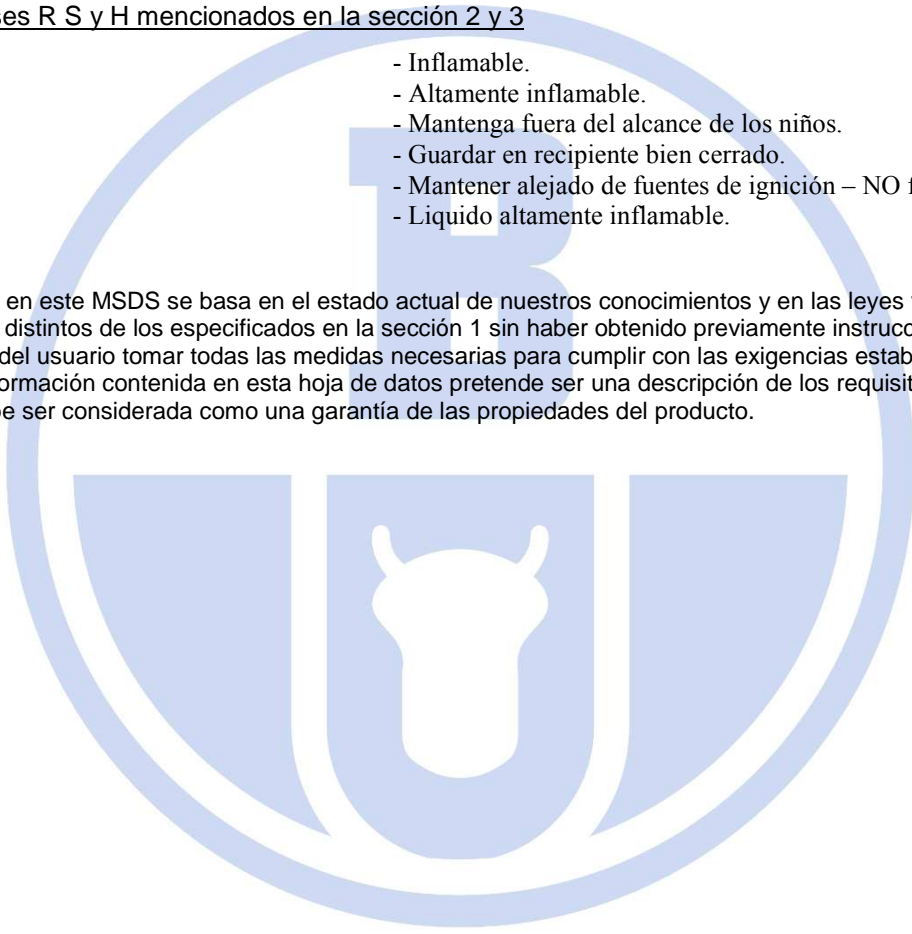 ses R S y H mencionados en la sección 2 y 3
- Inflamable.
- Altamente inflamable.
- Mantenga fuera del alcance de los niños.
- Guardar en recipiente bien cerrado.
- Mantener alejado de fuentes de ignición – NO f
- Liquido altamente inflamable.
B
en este MSDS se basa en el estado actual de nuestros conocimientos y en las leyes
distintos de los especificados en la sección 1 sin haber obtenido previamente instrucc
del usuario tomar todas las medidas necesarias para cumplir con las exigencias estab
ormación contenida en esta hoja de datos pretende ser una descripción de los requisit
be ser considerada como una garantía de las propiedades del producto.